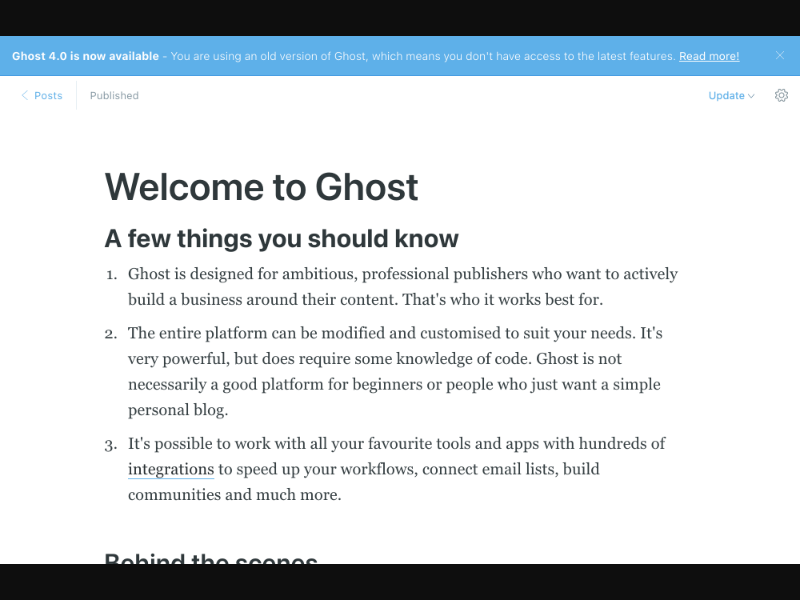 Ghost 4.0 is now available - You are using an old version of Ghost, which means you don't have access to the latest features. Read more!
Posts
Published
Update
Welcome to Ghost
A few things you should know
1. Ghost is designed for ambitious, professional publishers who want to actively
build a business around their content. That's who it works best for.
2. The entire platform can be modified and customised to suit your needs. It's
very powerful, but does require some knowledge of code. Ghost is not
necessarily a good platform for beginners or people who just want a simple
personal blog.
3. It's possible to work with all your favourite tools and apps with hundreds of
integrations to speed up your workflows, connect email lists, build
communities and much more.
Behind the scenes